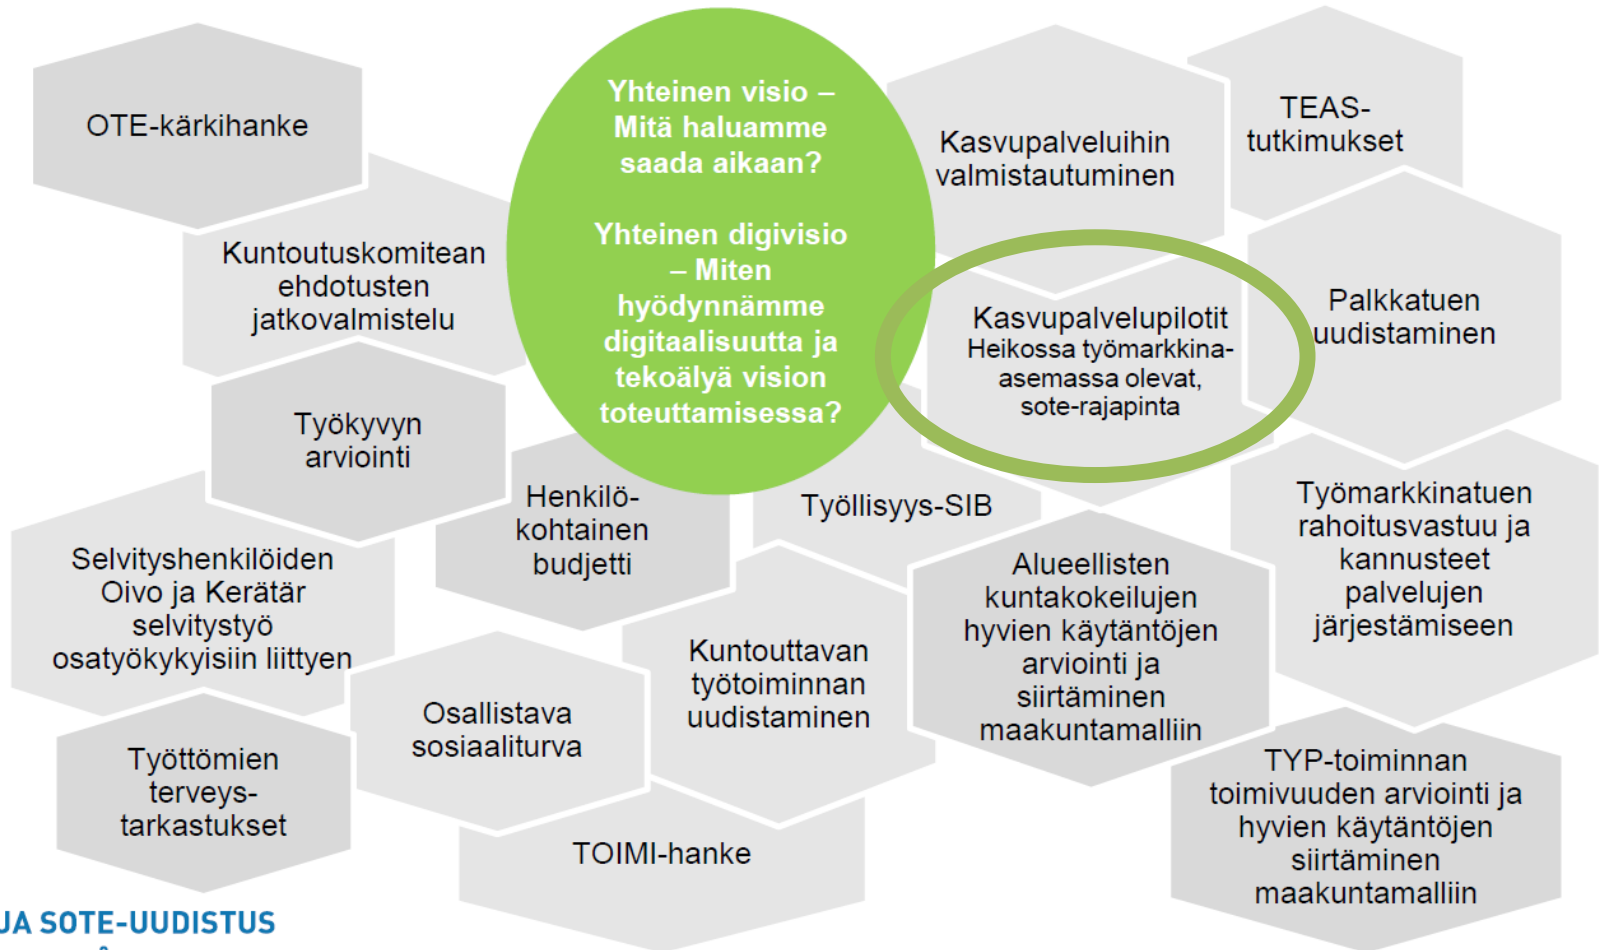 OTE-kärkihanke
Kuntoutuskomitean
ehdotusten
jatkovalmistelu
Työkyvyn
arviointi
Selvityshenkilöiden
Oivo ja Kerätär
selvitystyö
osatyökykyisiin liittyen
Työttömien
terveys-
tarkastukset
Yhteinen visio –
Mitä haluamme
saada aikaan?
Yhteinen digivisio
– Miten
hyödynnämme
digitaalisuutta ja
tekoälyä vision
toteuttamisessa?
Henkilö-
kohtainen
budjetti
Osallistava
sosiaaliturva
TOIMI-hanke
Kuntouttavan
työtoiminnan
uudistaminen
Työllisyys-SIB
Kasvupalveluihin
valmistautuminen
TEAS-
tutkimukset
Kasvupalvelupilotit
Heikossa työmarkkina-
asemassa olevat,
sote-rajapinta
Palkkatuen
uudistaminen
Alueellisten
kuntakokeilujen
hyvien käytäntöjen
arviointi ja
siirtäminen
maakuntamalliin
Työmarkkinatuen
rahoitusvastuu ja
kannusteet
palvelujen
järjestämiseen
TYP-toiminnan
toimivuuden arviointi ja
hyvien käytäntöjen
siirtäminen
maakuntamalliin
JA SOTE-UUDISTUS